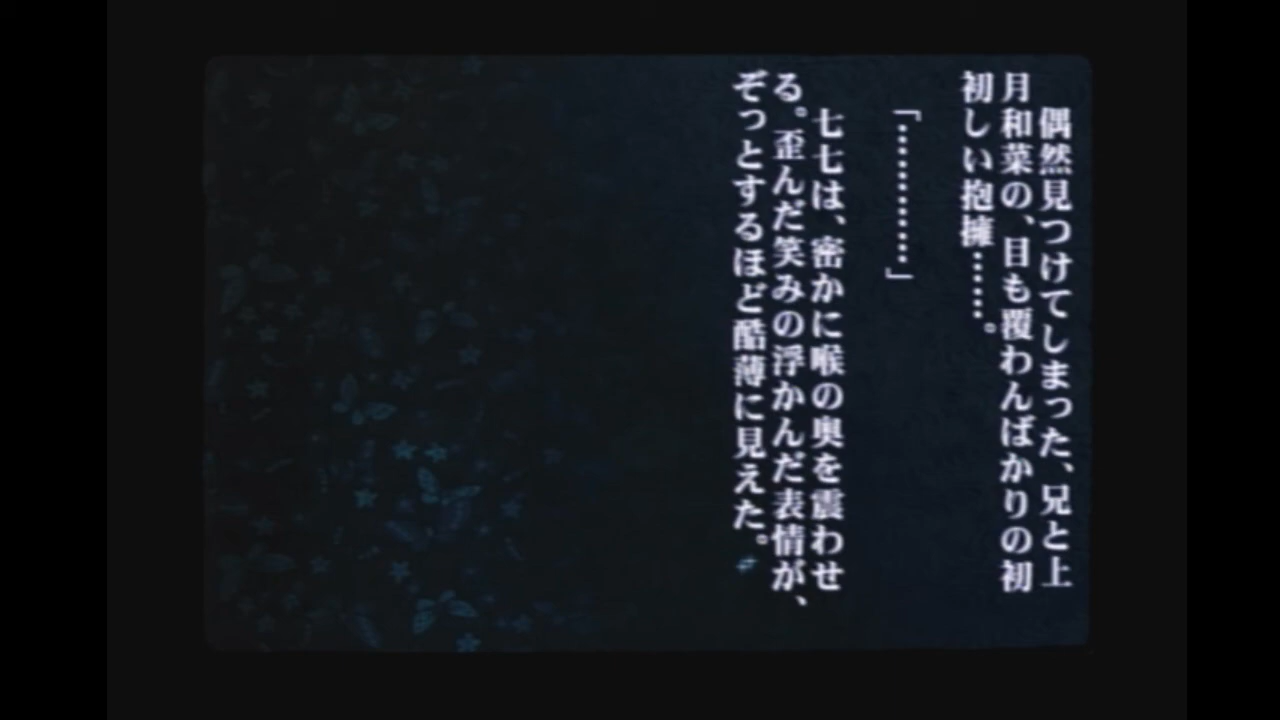 偶然見つけてしまった、兄と上
月和菜の、目も覆わんばかりの初
初しい抱擁……。
「…………」
七七は、密かに喉の奥を震わせ
る。歪んだ笑みの浮かんだ表情が、
ぞっとするほど酷薄に見えた。